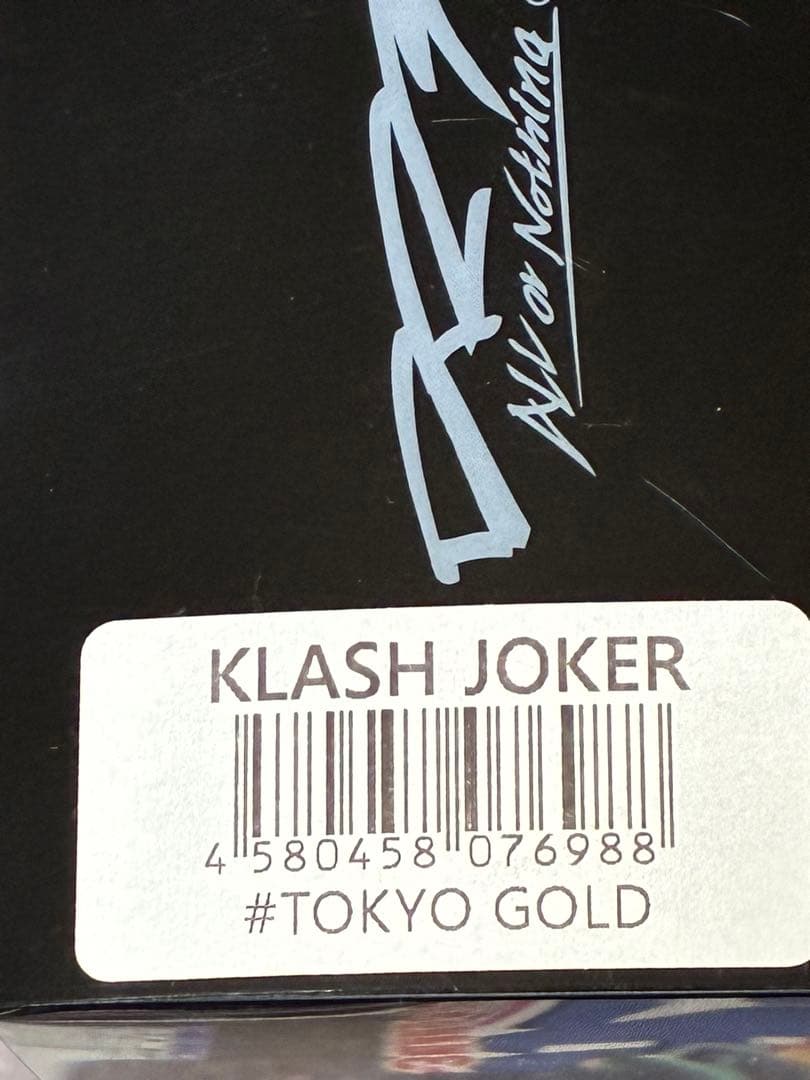 All or Nothing
KLASH JOKER
4 580458 076988
#TOKYO GOLD